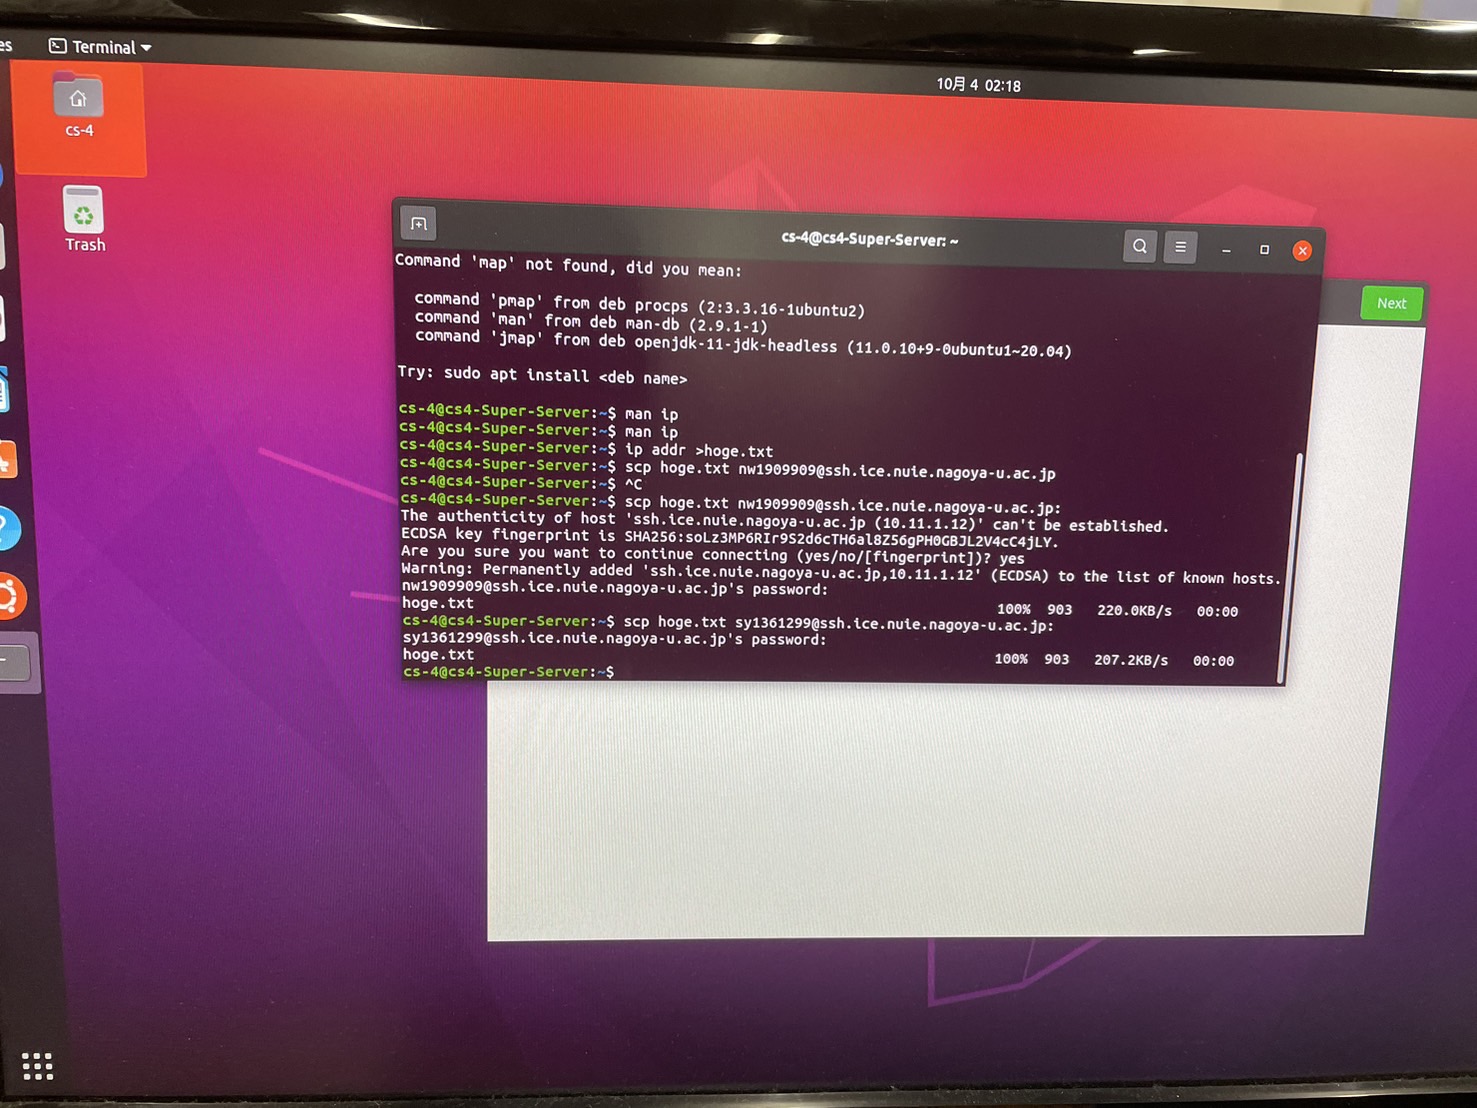 es
Terminal
10月 4 02:18
cs-4
Trash
cs-4@cs4-Super-Server: ~
Next
Command 'map' not found, did you mean:
command 'pmap' from deb procps (2:3.3.16-1ubuntu2)
command 'man' from deb man-db (2.9.1-1)
command 'jmap' from deb openjdk-11-jdk-headless (11.0.10+9-0ubuntu1~20.04)
Try: sudo apt install <deb name>
cs-4@cs4-Super-Server:~$ man ip
cs-4@cs4-Super-Server:~$ man ip
cs-4@cs4-Super-Server:~$ ip addr >hoge.txt
cs-4@cs4-Super-Server:~$ scp hoge.txt nw1909909@ssh.ice.nuie.nagoya-u.ac.jp
cs-4@cs4-Super-Server:~$ ^C
cs-4@cs4-Super-Server:~$ scp hoge.txt nw1909909@ssh.ice.nuie.nagoya-u.ac.jp:
The authenticity of host 'ssh.ice.nuie.nagoya-u.ac.jp (10.11.1.12)' can't be established.
ECDSA key fingerprint is SHA256:soLz3MP6RIr9S2d6cTH6al8Z56gPH0GBJL2V4cC4jLY.
Are you sure you want to continue connecting (yes/no/[fingerprint])? yes
Warning: Permanently added 'ssh.ice.nuie.nagoya-u.ac.jp,10.11.1.12' (ECDSA) to the list of known hosts.
nw1909909@ssh.ice.nuie.nagoya-u.ac.jp's password:
hoge.txt 100% 903 220.0KB/s 00:00
cs-4@cs4-Super-Server:~$ scp hoge.txt sy1361299@ssh.ice.nuie.nagoya-u.ac.jp:
sy1361299@ssh.ice.nuie.nagoya-u.ac.jp's password:
hoge.txt 100% 903 207.2KB/s 00:00
cs-4@cs4-Super-Server:~$